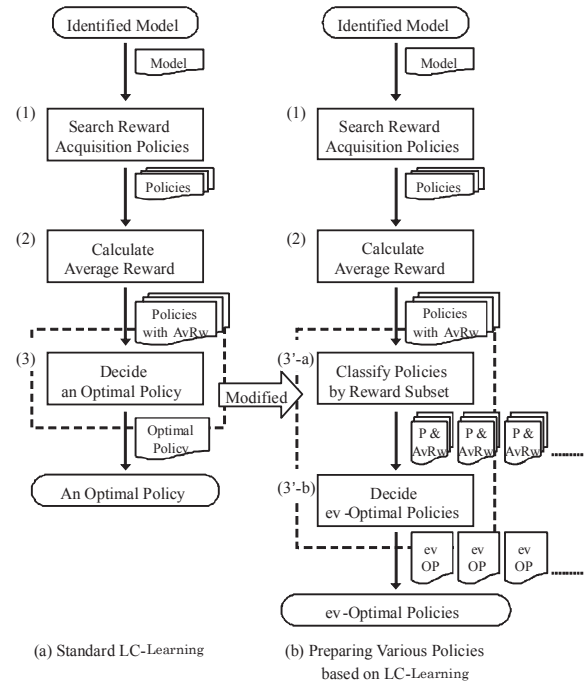 Identified Model
Model
(1)
Search Reward
Acquisition Policies
Policies
(2)
Calculate
Average Reward
Policies
with AvRw
(3)
Decide
an Optimal Policy
Optimal
Policy
An Optimal Policy
(a) Standard LC-Learning
Modified
Identified Model
Model
(1)
Search Reward
Acquisition Policies
Policies
(2)
Calculate
Average Reward
Policies
with AvRw
(3'-a)
Classify Policies
by Reward Subset
P &
AvRw
P &
AvRw
P &
AvRw
(3'-b)
Decide
ev-Optimal Policies
ev
OP
ev
OP
ev
OP
ev-Optimal Policies
(b) Preparing Various Policies
based on LC-Learning